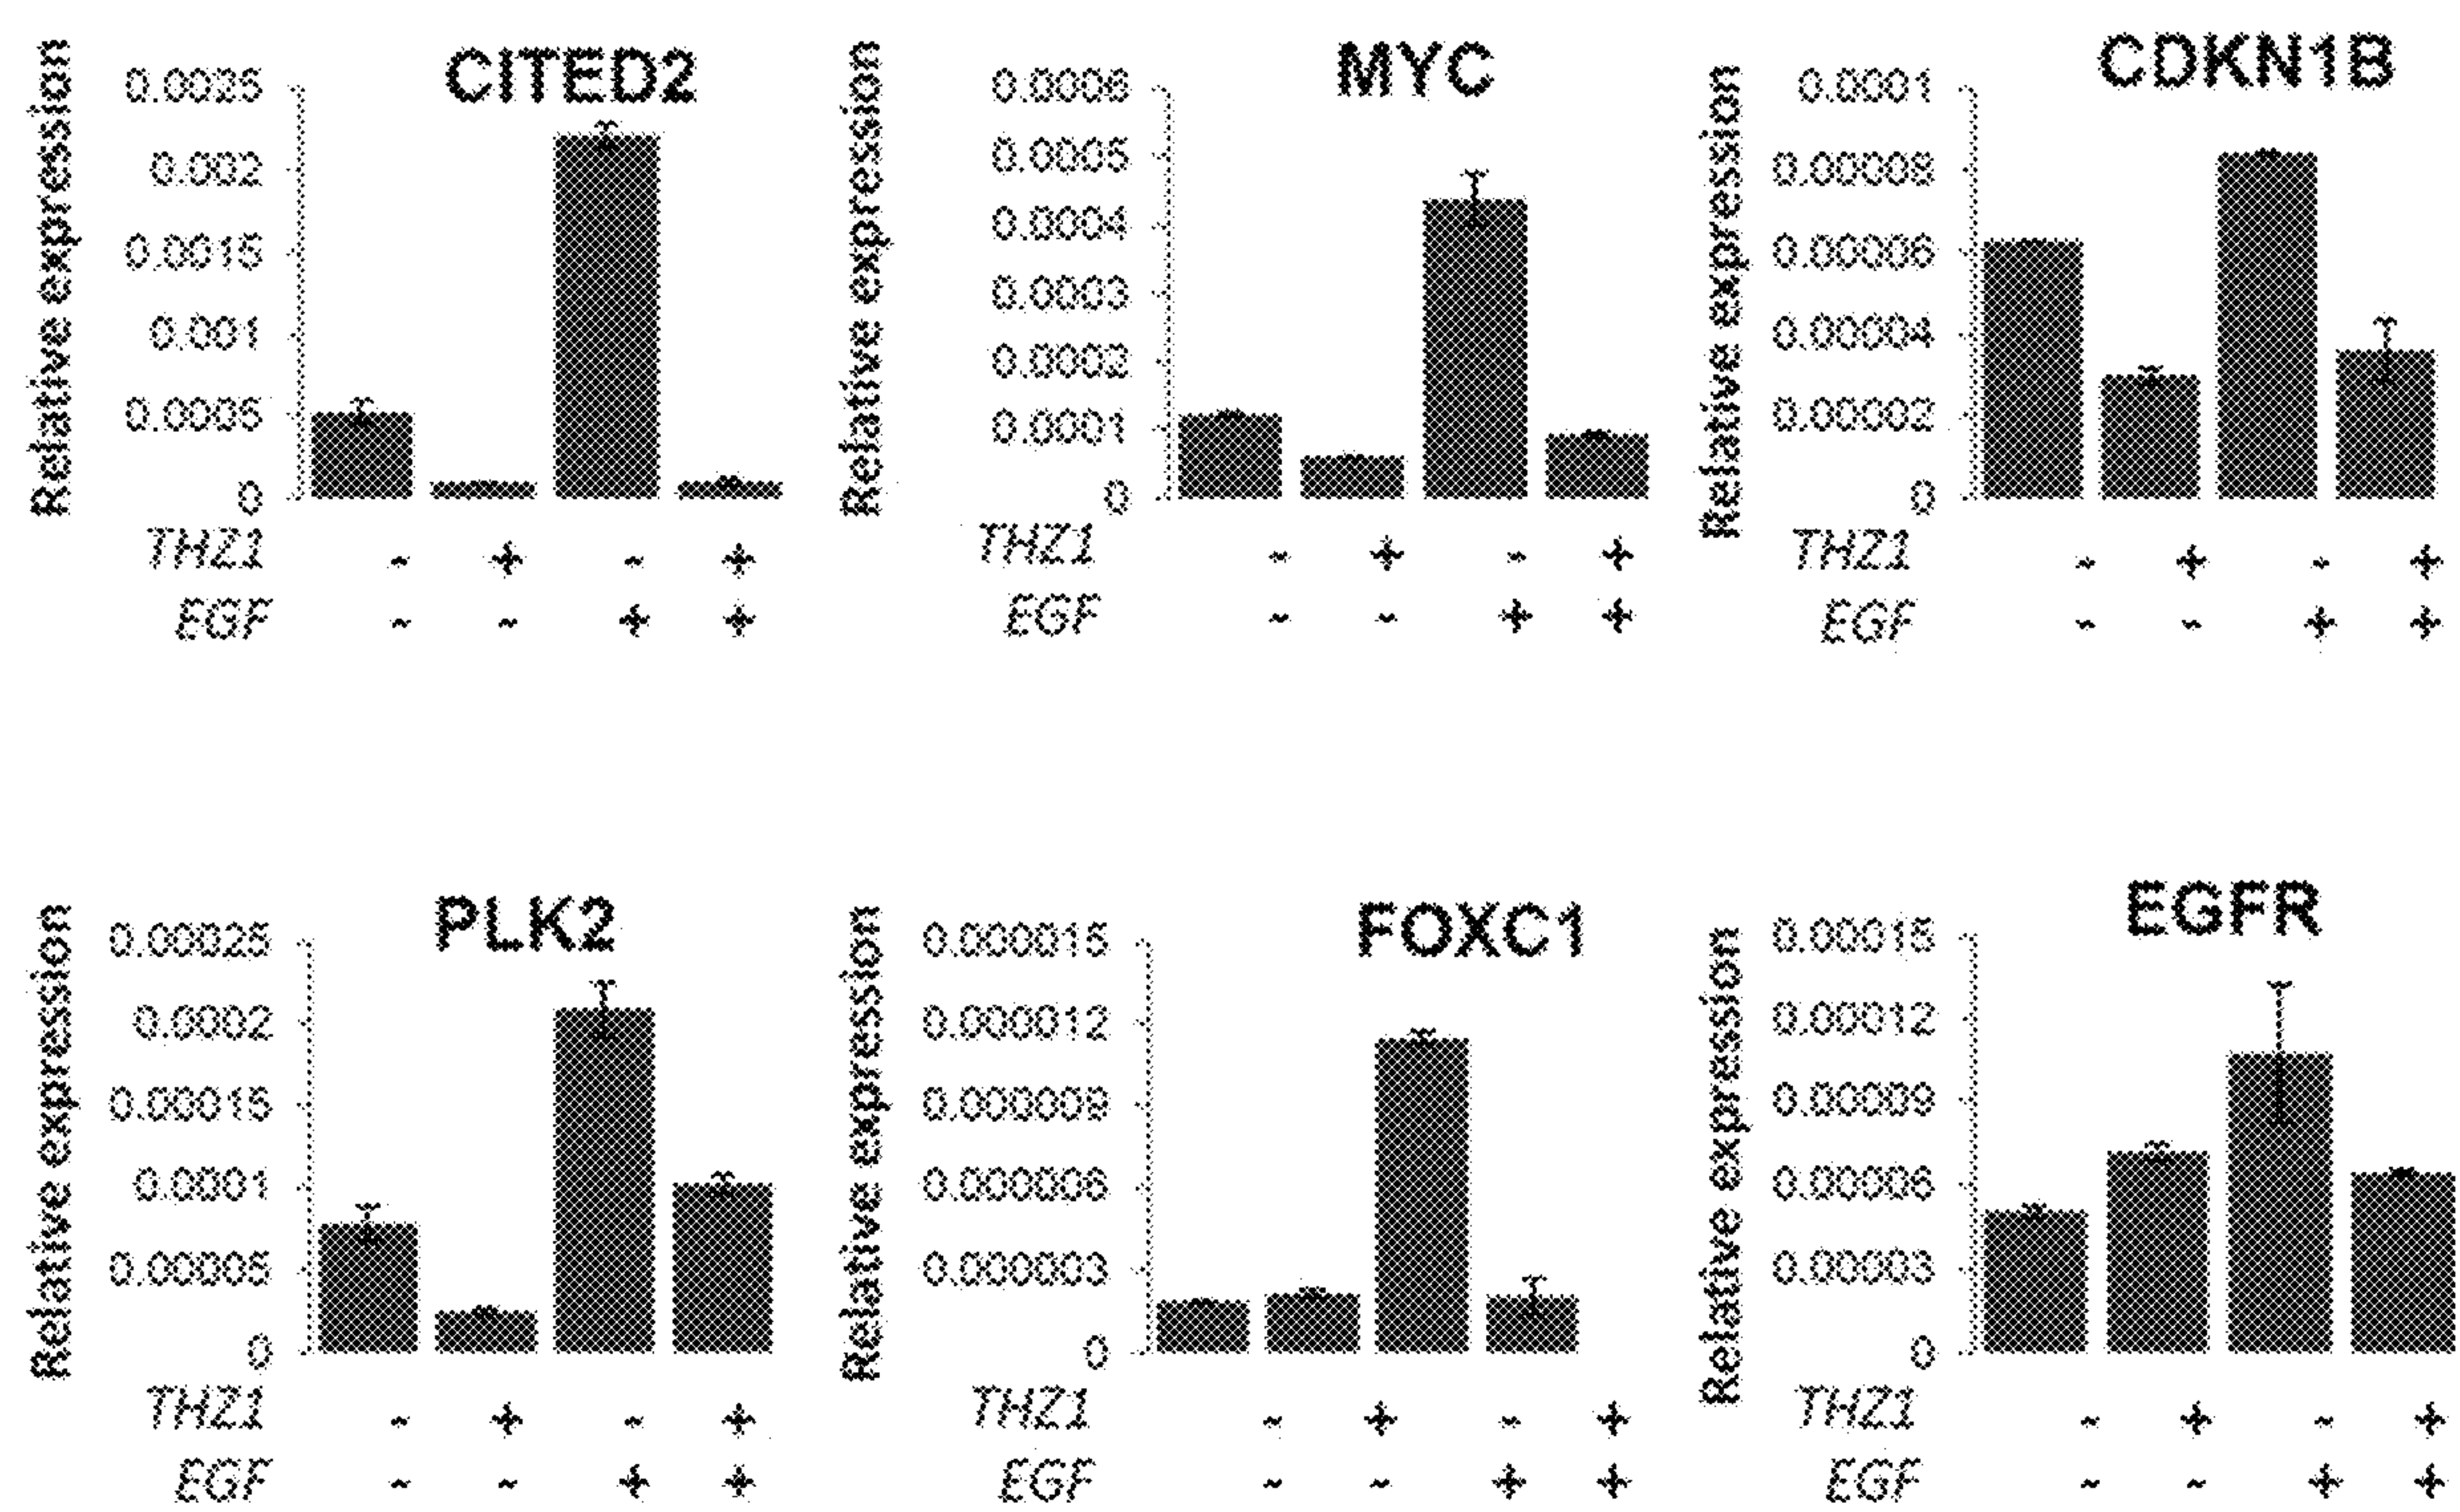 CITED2
Relative expression
0.0025
0.002
0.0015
0.001
0.0005
0
THZ1 - + - +
EGF - - + +
MYC
Relative expression
0.0006
0.0005
0.0004
0.0003
0.0002
0.0001
0
THZ1 - + - +
EGF - - + +
CDKN1B
Relative expression
0.0001
0.00008
0.00006
0.00004
0.00002
0
THZ1 - + - +
EGF - - + +
PLK2
Relative expression
0.00025
0.0002
0.00015
0.0001
0.00005
0
THZ1 - + - +
EGF - - + +
FOXC1
Relative expression
0.000015
0.000012
0.000009
0.000006
0.000003
0
THZ1 - + - +
EGF - - + +
EGFR
Relative expression
0.00015
0.00012
0.00009
0.00006
0.00003
0
THZ1 - + - +
EGF - - + +